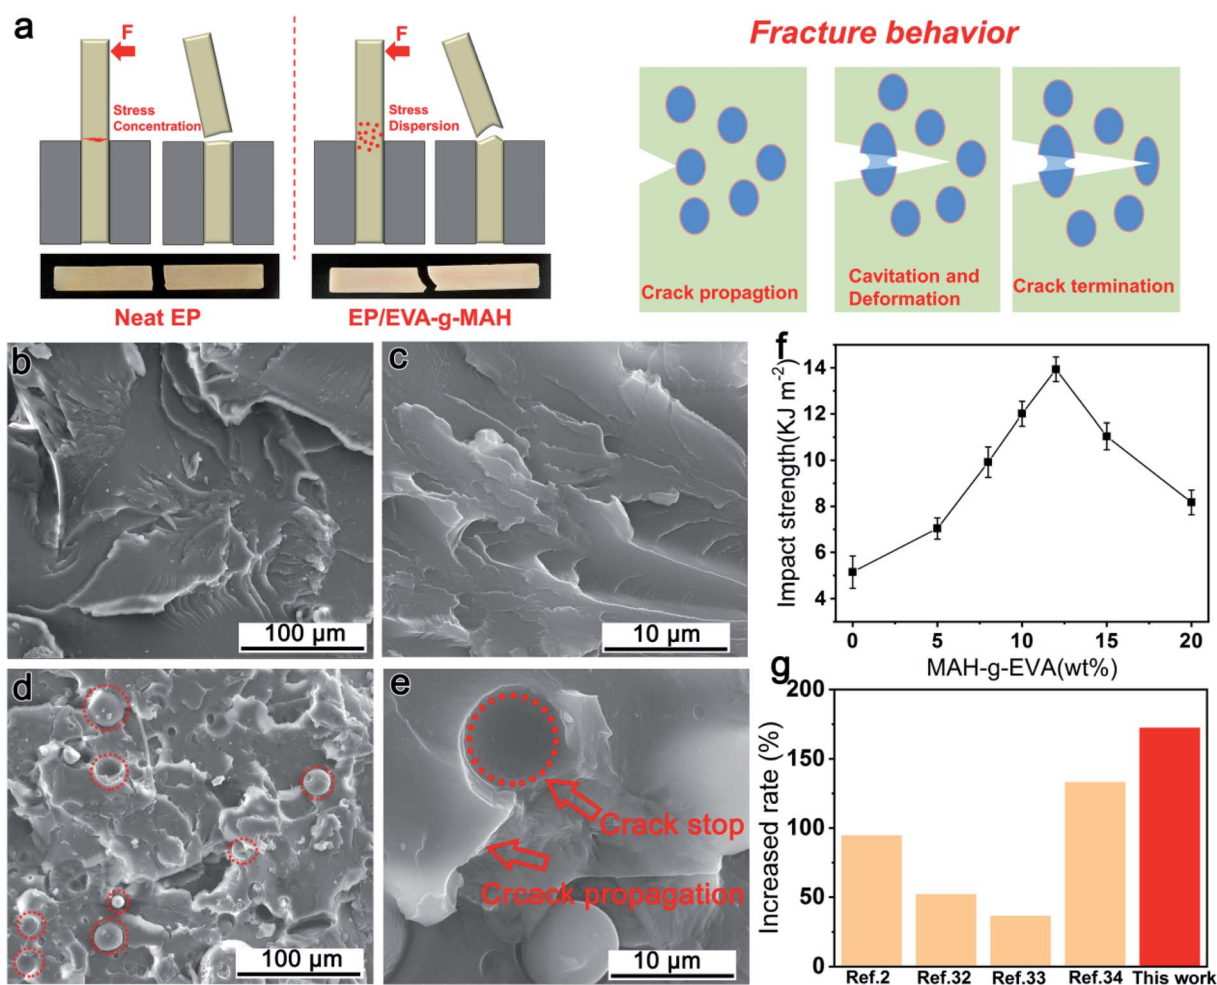 a
F
Stress
Concentration
F
Stress
Dispersion
Neat EP
EP/EVA-g-MAH
Fracture behavior
Crack propagtion
Cavitation and
Deformation
Crack termination
b
100 μm
c
10 μm
d
100 μm
e
Crack stop
Crcack propagation
10 μm
f
Impact strength(KJ m⁻²)
14
12
10
8
6
4
0
5
10
15
20
MAH-g-EVA(wt%)
g
Increased rate (%)
200
150
100
50
0
Ref.2
Ref.32
Ref.33
Ref.34
This work